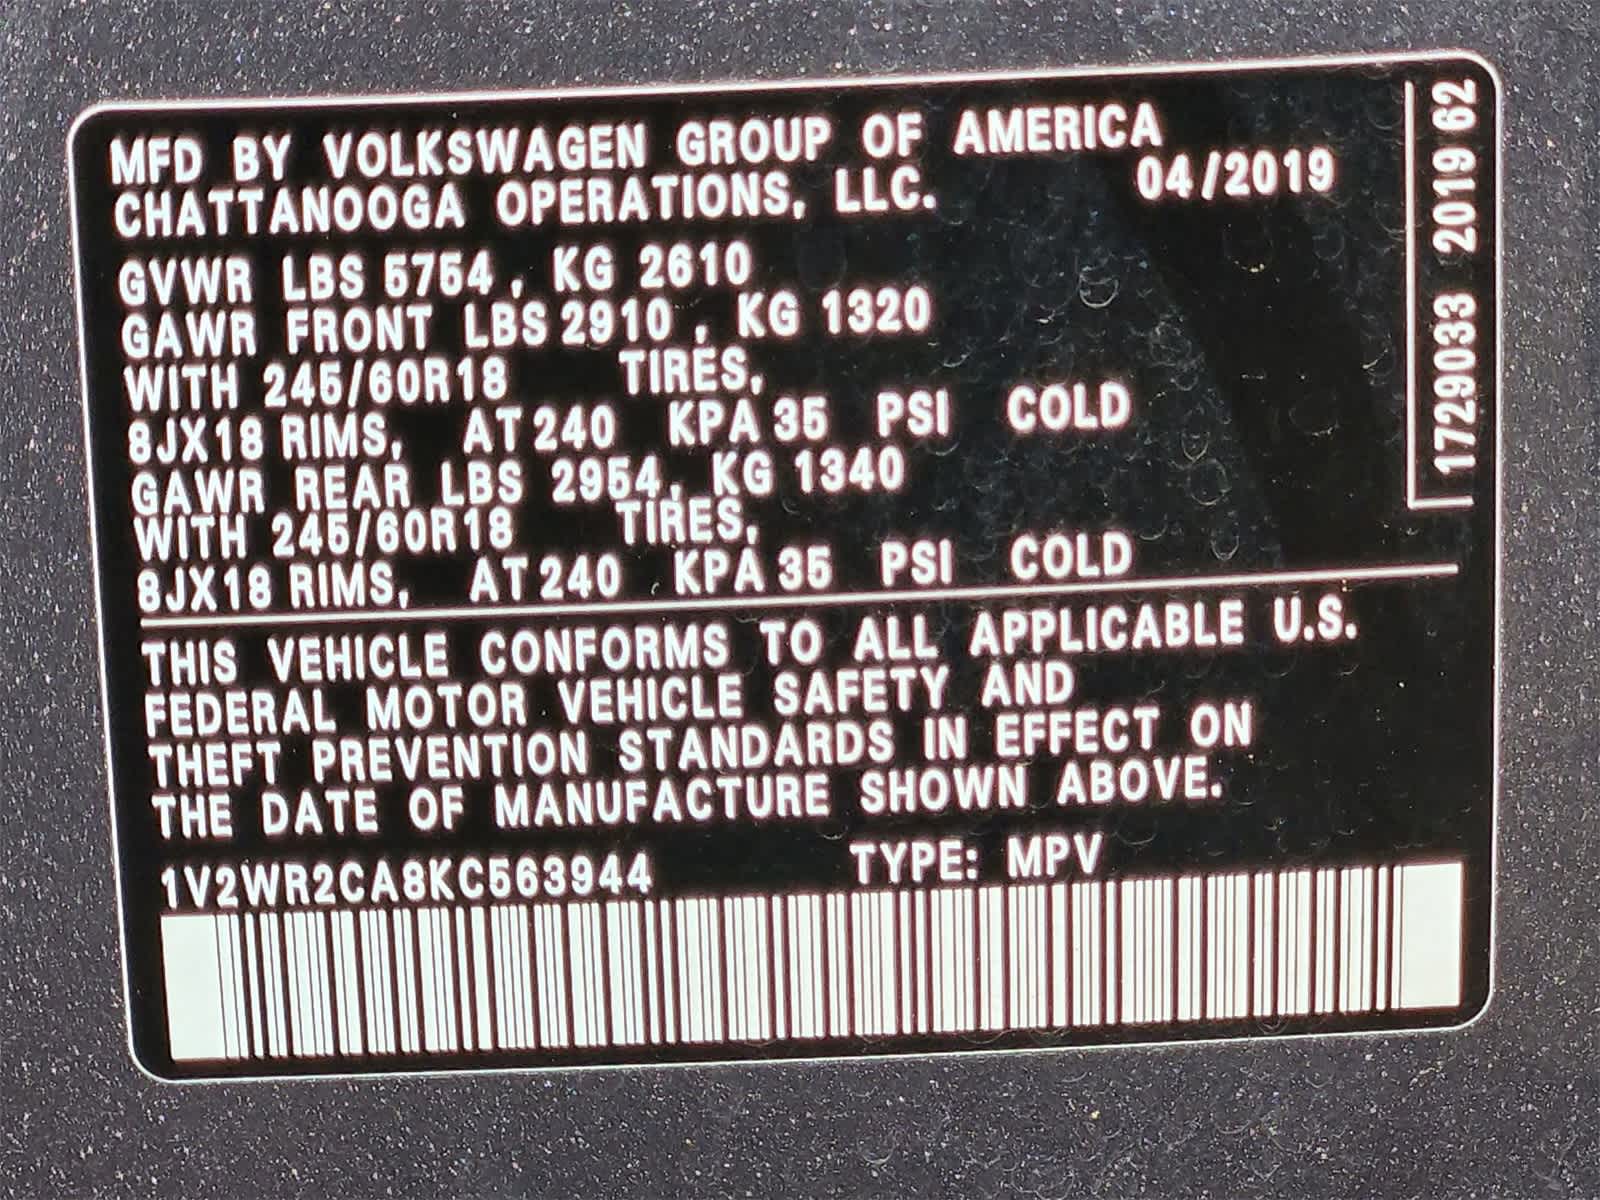 MFD BY VOLKSWAGEN GROUP OF AMERICA
CHATTANOOGA OPERATIONS, LLC. 04/2019
GVWR LBS 5754, KG 2610
GAWR FRONT LBS 2910, KG 1320
WITH 245/60R18 TIRES,
8JX18 RIMS, AT 240 KPA 35 PSI COLD
GAWR REAR LBS 2954, KG 1340
WITH 245/60R18 TIRES,
8JX18 RIMS, AT 240 KPA 35 PSI COLD
THIS VEHICLE CONFORMS TO ALL APPLICABLE U.S.
FEDERAL MOTOR VEHICLE SAFETY AND
THEFT PREVENTION STANDARDS IN EFFECT ON
THE DATE OF MANUFACTURE SHOWN ABOVE.
1V2WR2CA8KC563944 TYPE: MPV
1729033 2019 62